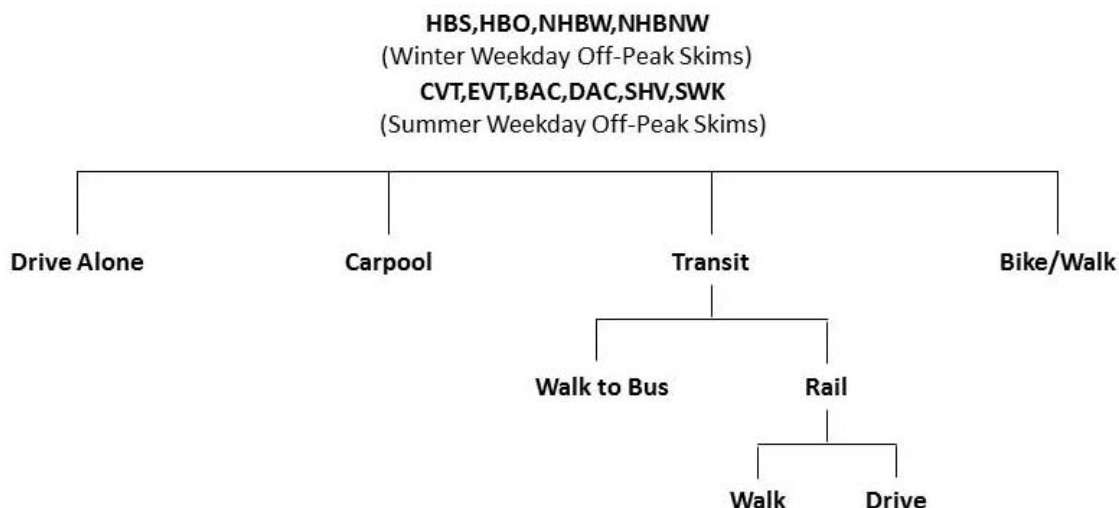 HBS,HBO,NHBW,NHBNW
(Winter Weekday Off-Peak Skims)
CVT,EVT,BAC,DAC,SHV,SWK
(Summer Weekday Off-Peak Skims)
Drive Alone
Carpool
Transit
Bike/Walk
Walk to Bus
Rail
Walk
Drive